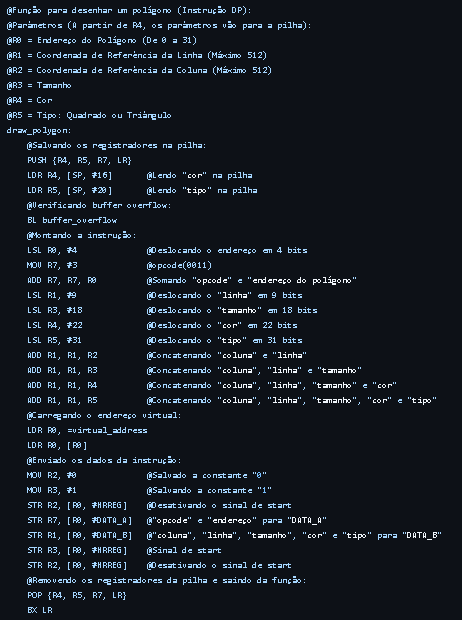 @Função para desenhar um polígono (Instrução DP):
@Parâmetros (A partir de R4, os parâmetros vão para a pilha):
@R0 = Endereço do Polígono (De 0 a 31)
@R1 = Coordenada de Referência da Linha (Máximo 512)
@R2 = Coordenada de Referência da Coluna (Máximo 512)
@R3 = Tamanho
@R4 = Cor
@R5 = Tipo: Quadrado ou Triângulo
draw_polygon:
@Salvando os registradores na pilha:
PUSH {R4, R5, R7, LR}
LDR R4, [SP, #16] @Lendo "cor" na pilha
LDR R5, [SP, #20] @Lendo "tipo" na pilha
@Verificando buffer overflow:
BL buffer_overflow
@Montando a instrução:
LSL R0, #4 @Deslocando o endereço em 4 bits
MOV R7, #3 @opcode(0011)
ADD R7, R7, R0 @Somando "opcode" e "endereço do polígono"
LSL R1, #9 @Deslocando o "linha" em 9 bits
LSL R3, #18 @Deslocando o "tamanho" em 18 bits
LSL R4, #22 @Deslocando o "cor" em 22 bits
LSL R5, #31 @Deslocando o "tipo" em 31 bits
ADD R1, R1, R2 @Concatenando "coluna" e "linha"
ADD R1, R1, R3 @Concatenando "coluna", "linha" e "tamanho"
ADD R1, R1, R4 @Concatenando "coluna", "linha", "tamanho" e "cor"
ADD R1, R1, R5 @Concatenando "coluna", "linha", "tamanho", "cor" e "tipo"
@Carregando o endereço virtual:
LDR R0, =virtual_address
LDR R0, [R0]
@Enviado os dados da instrução:
MOV R2, #0 @Salvado a constante "0"
MOV R3, #1 @Salvando a constante "1"
STR R2, [R0, #WRREG] @Desativando o sinal de start
STR R7, [R0, #DATA_A] @"opcode" e "endereço" para "DATA_A"
STR R1, [R0, #DATA_B] @"coluna", "linha", "tamanho", "cor" e "tipo" para "DATA_B"
STR R3, [R0, #WRREG] @Sinal de start
STR R2, [R0, #WRREG] @Desativando o sinal de start
@Removendo os registradores da pilha e saindo da função:
POP {R4, R5, R7, LR}
BX LR